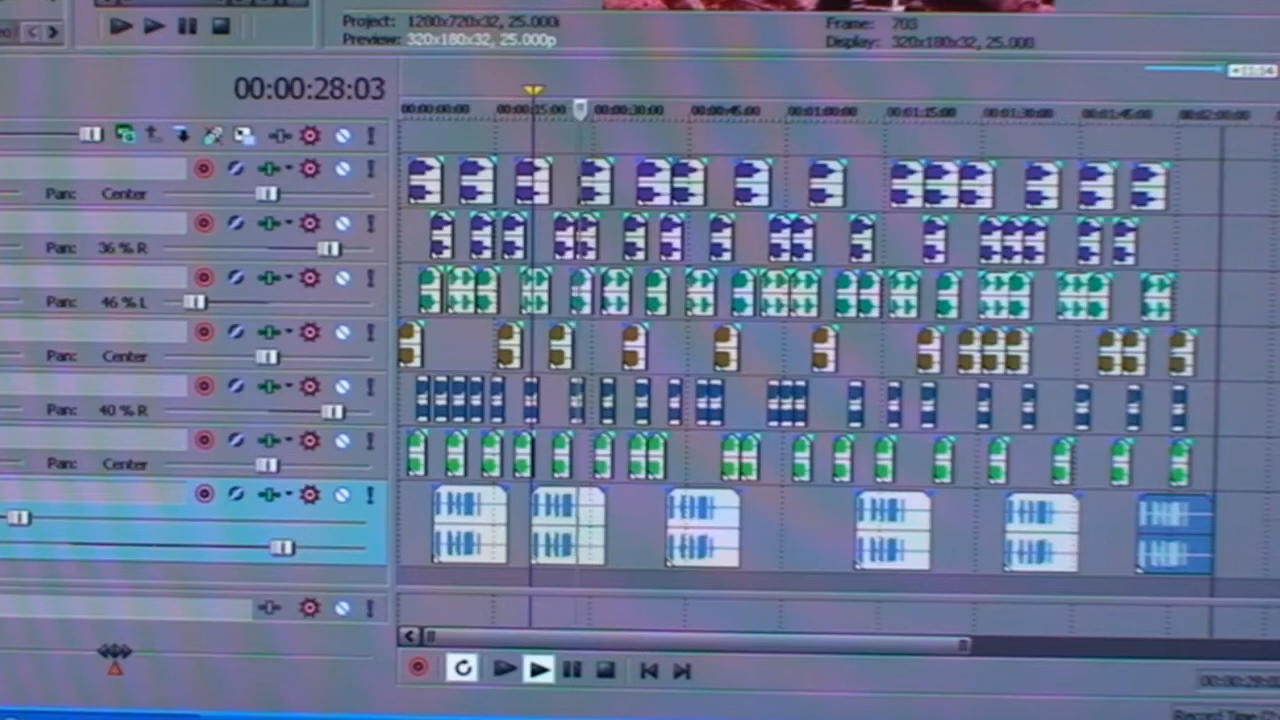 Project: 1280x720x32, 25.000i
Frame: 703
Preview: 320x180x32, 25.000p
Display: 320x180x32, 25.000
+11:14
00:00:28:03
00:00:00:00 00:00:15:00 00:00:30:00 00:00:45:00 00:01:00:00 00:01:15:00 00:01:30:00 00:01:45:00 00:02:00:00
Pan: Center
Pan: 36 % R
Pan: 46 % L
Pan: Center
Pan: 40 % R
Pan: Center